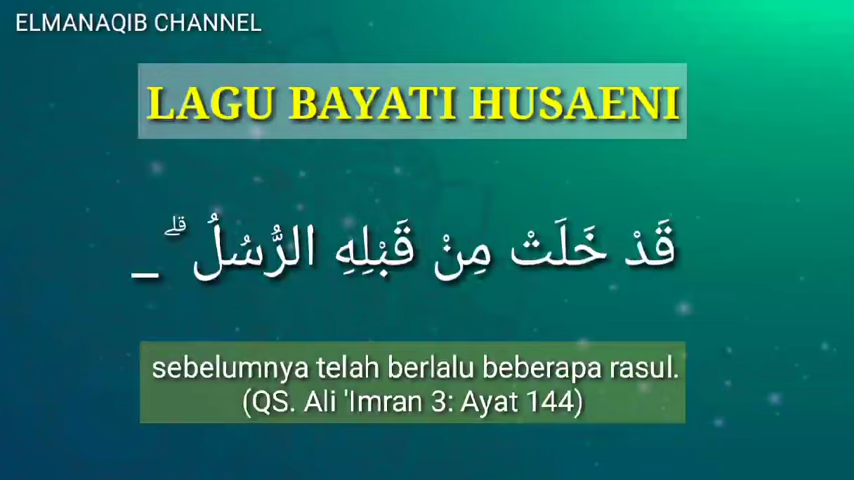 ELMANAQIB CHANNEL
LAGU BAYATI HUSAENI
قَدْ خَلَتْ مِنْ قَبْلِهِ الرُّسُلُ ۗ _
sebelumnya telah berlalu beberapa rasul.
(QS. Ali 'Imran 3: Ayat 144)